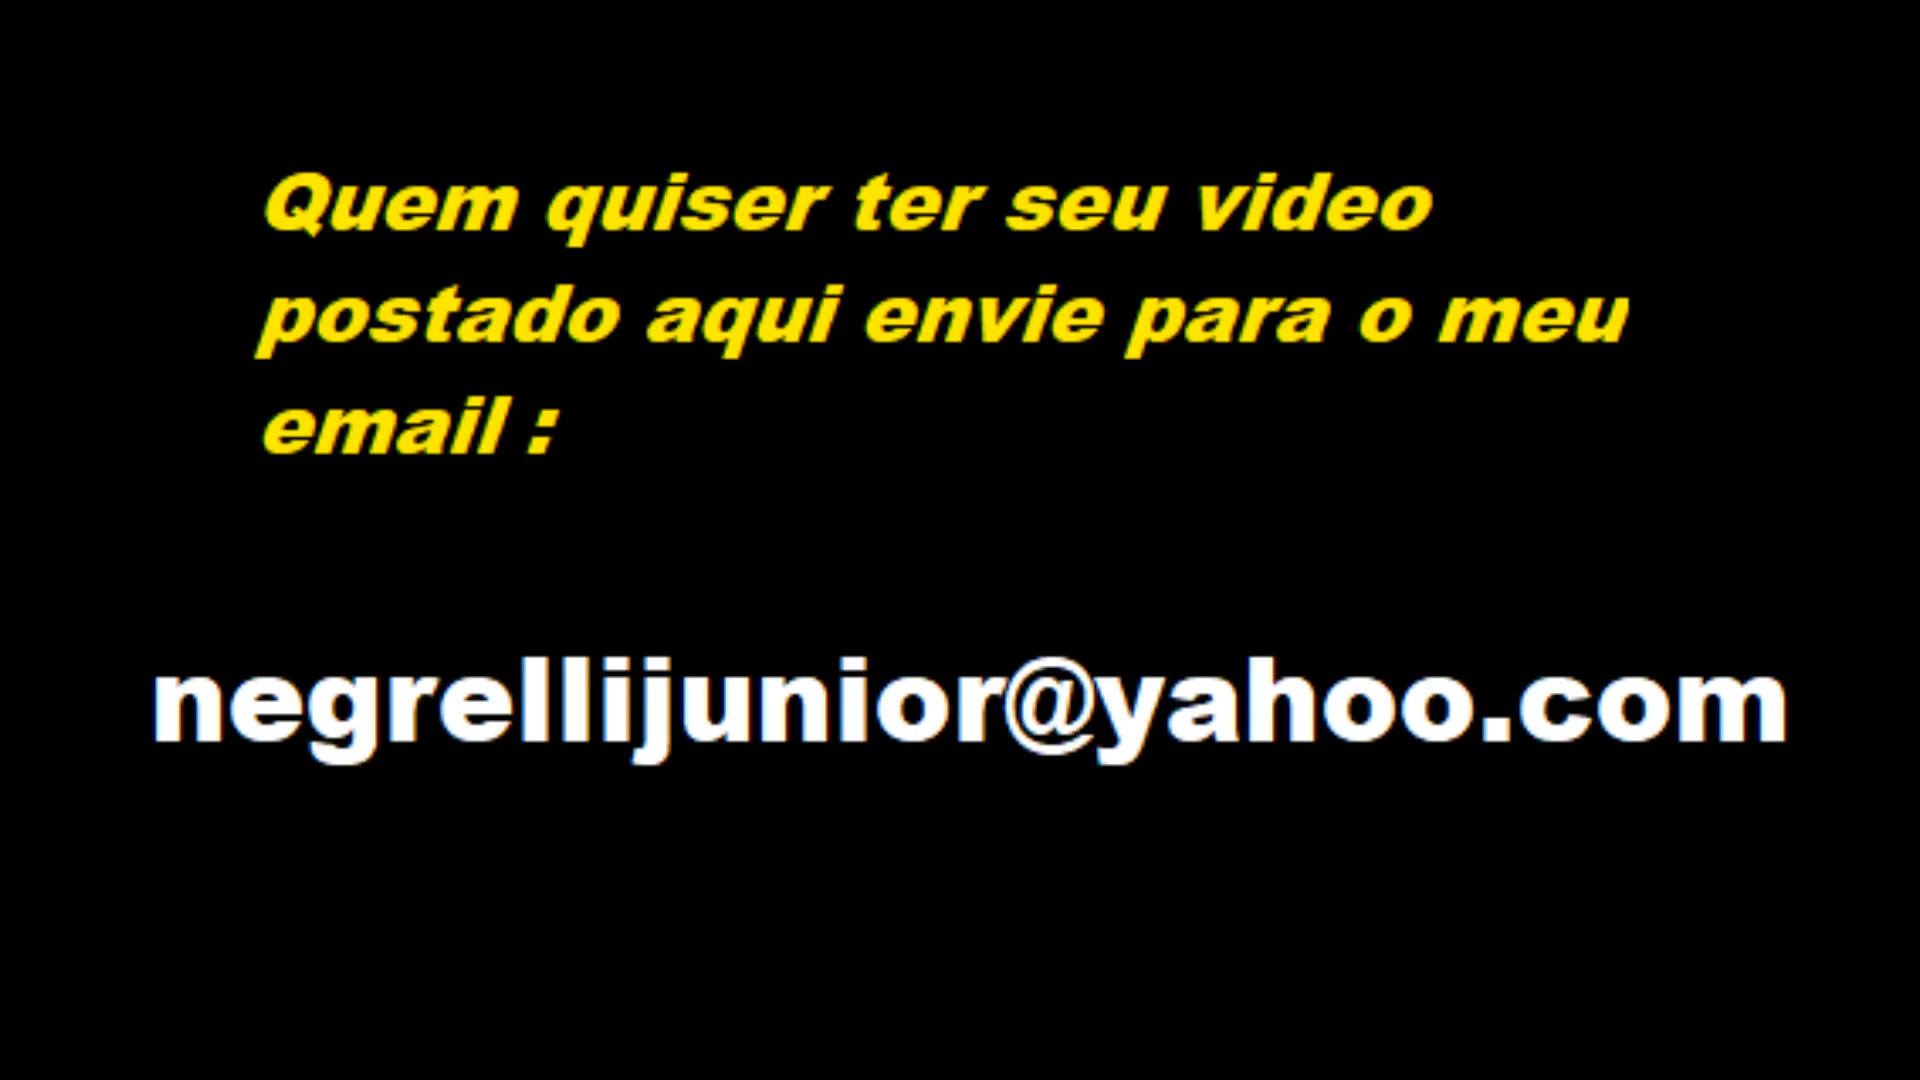 Quem quiser ter seu video
postado aqui envie para o meu
email :
negrellijunior@yahoo.com